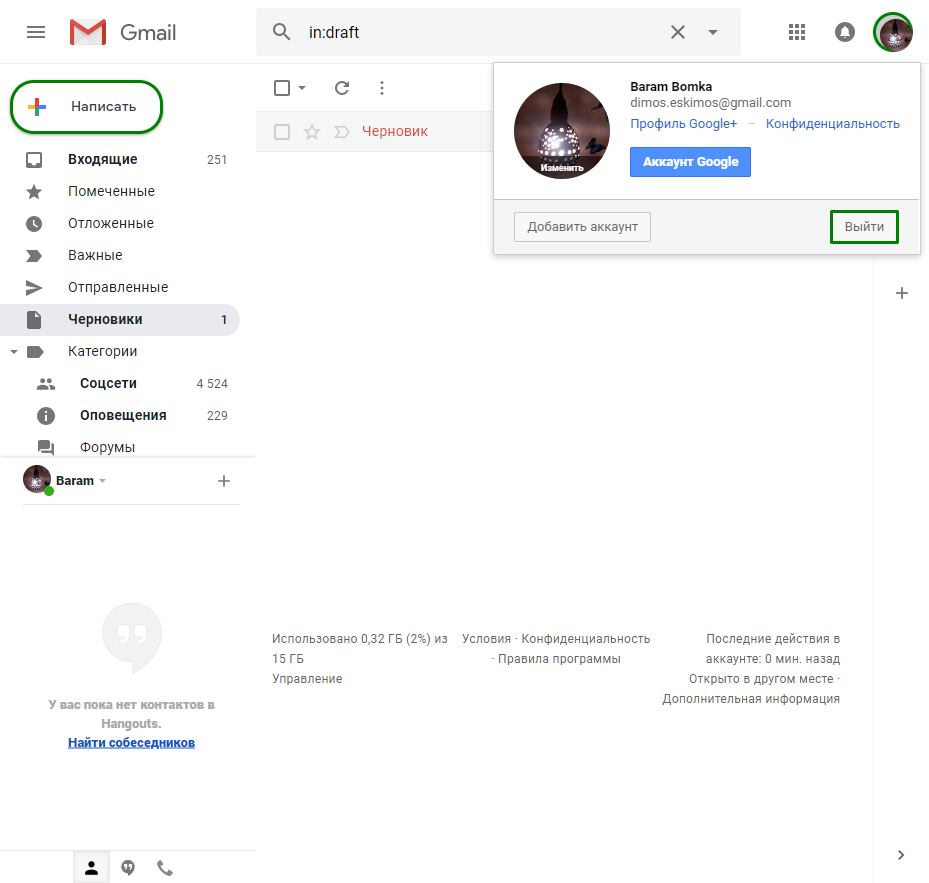 Gmail
in:draft
Написать
Входящие 251
Помеченные
Отложенные
Важные
Отправленные
Черновики 1
Категории
Соцсети 4 524
Оповещения 229
Форумы
Baram
У вас пока нет контактов в
Hangouts.
Найти собеседников
Черновик
Baram Bomka
dimos.eskimos@gmail.com
Профиль Google+ – Конфиденциальность
Изменить
Аккаунт Google
Добавить аккаунт
Выйти
Использовано 0,32 ГБ (2%) из
15 ГБ
Управление
Условия · Конфиденциальность
· Правила программы
Последние действия в
аккаунте: 0 мин. назад
Открыто в другом месте ·
Дополнительная информация